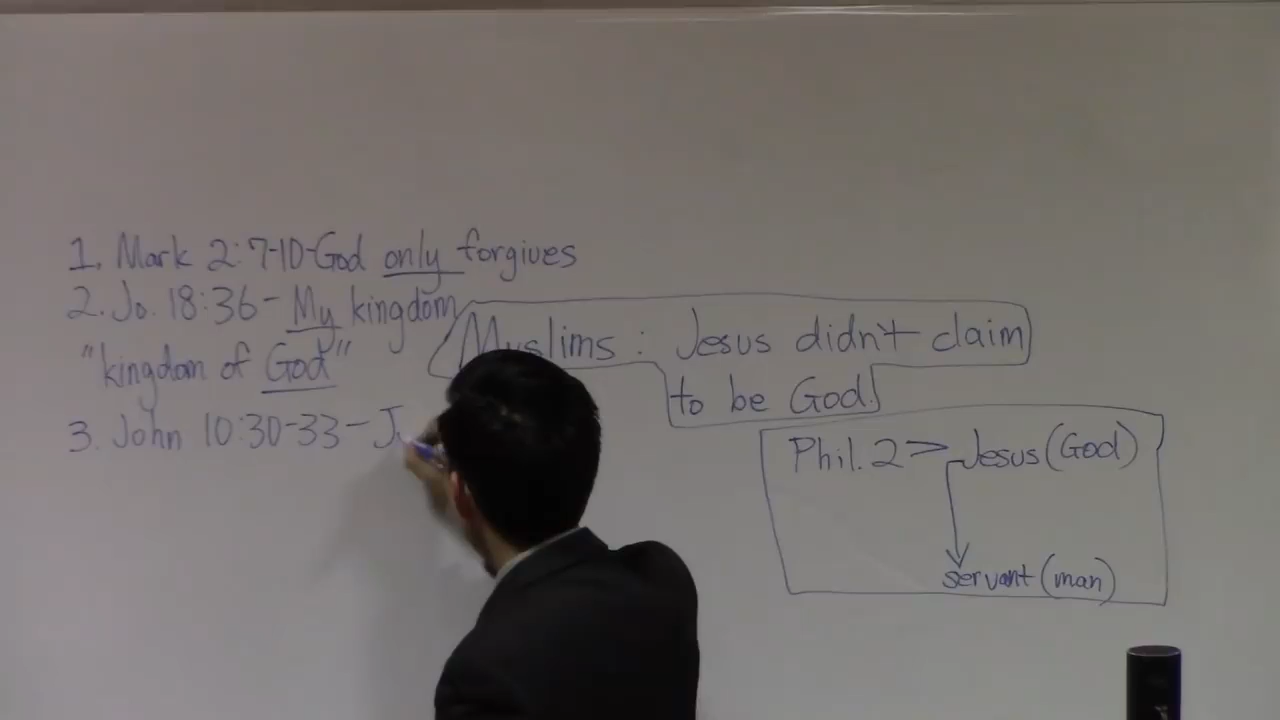 1. Mark 2:7-10-God only forgives
2. Jo. 18:36- My kingdom
"kingdom of God"
3. John 10:30-33-
Muslims: Jesus didn't claim
to be God.
Phil. 2 > Jesus (God)
servant (man)